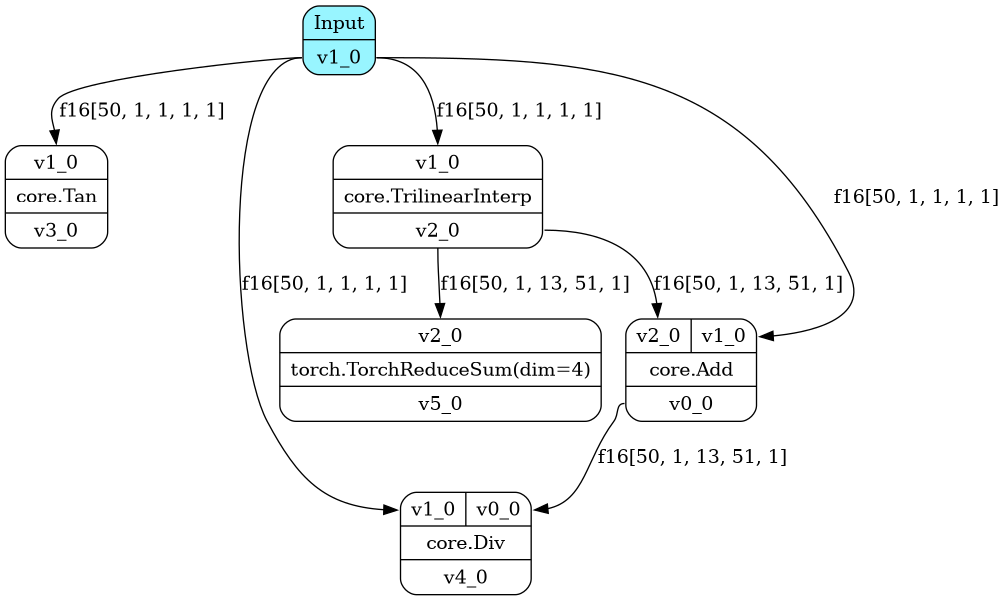 Input
v1_0
f16[50, 1, 1, 1, 1]
f16[50, 1, 1, 1, 1]
f16[50, 1, 1, 1, 1]
f16[50, 1, 1, 1, 1]
v1_0
core.Tan
v3_0
v1_0
core.TrilinearInterp
v2_0
f16[50, 1, 13, 51, 1]
f16[50, 1, 13, 51, 1]
v2_0
torch.TorchReduceSum(dim=4)
v5_0
v2_0 v1_0
core.Add
v0_0
f16[50, 1, 13, 51, 1]
v1_0 v0_0
core.Div
v4_0